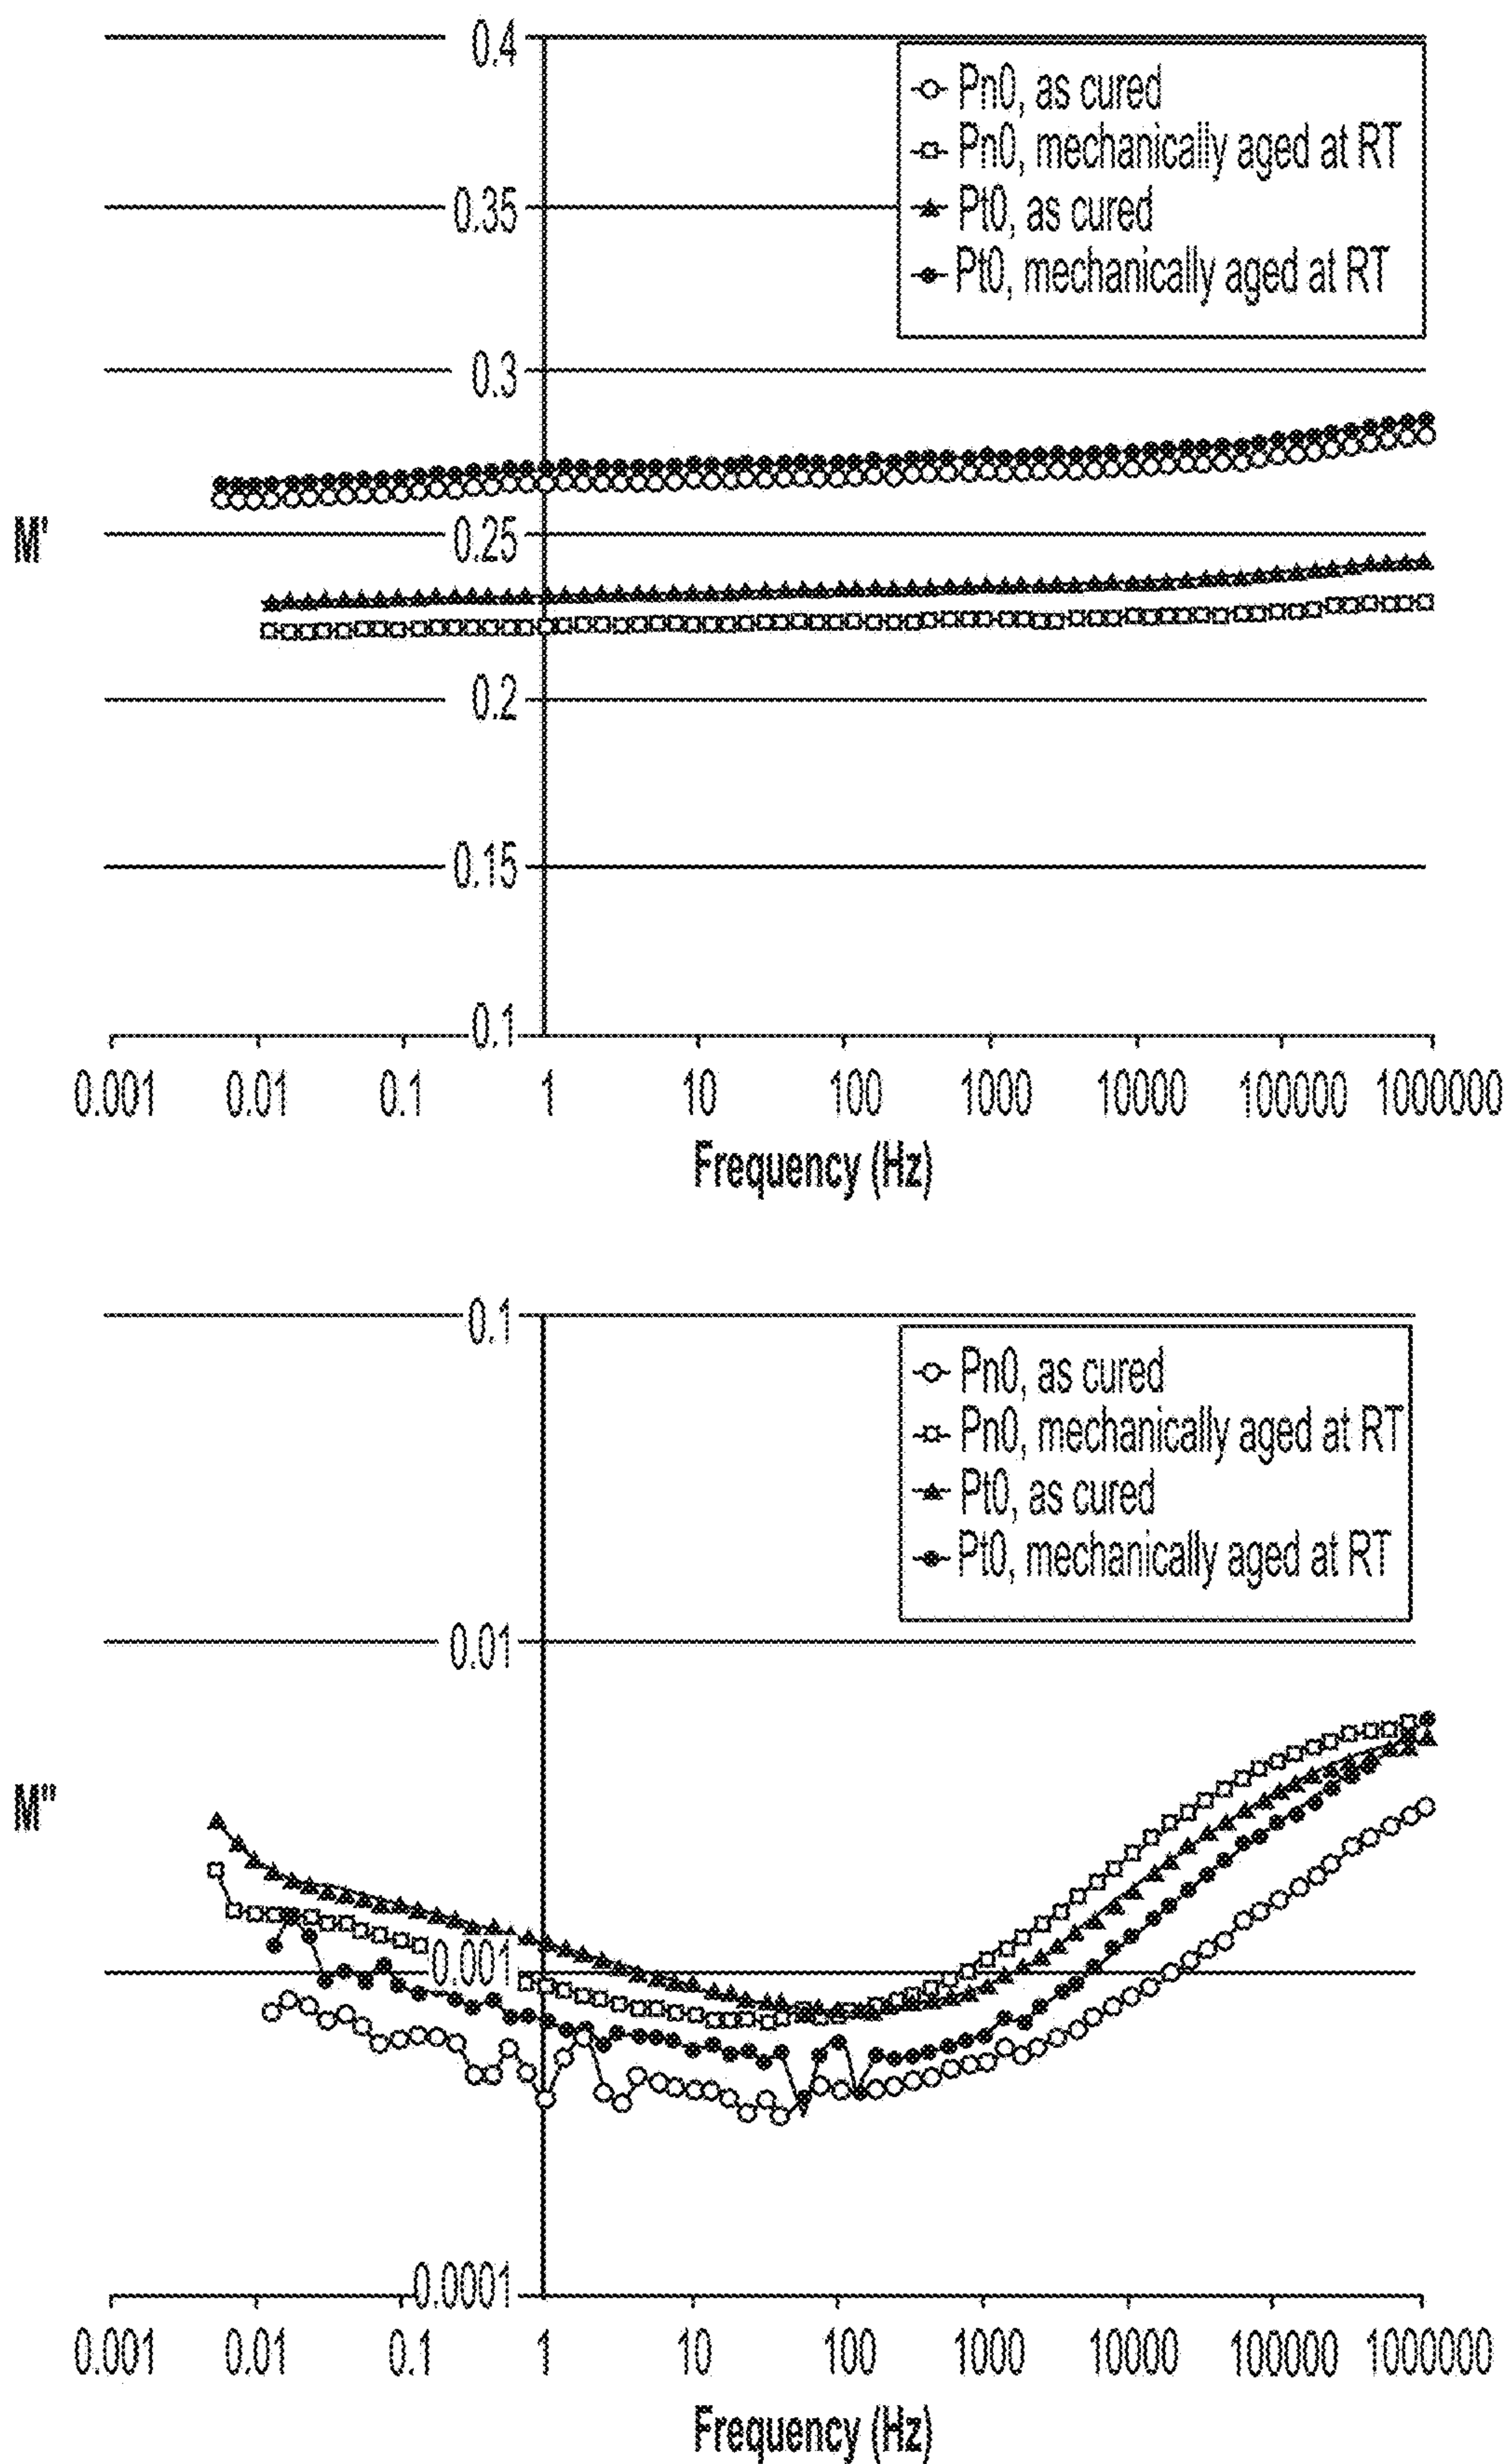 0.4
Pn0, as cured
Pn0, mechanically aged at RT
0.35
Pt0, as cured
Pt0, mechanically aged at RT
0.3
M'
0.25
0.2
0.15
0.1
0.001 0.01 0.1 1 10 100 1000 10000 100000 1000000
Frequency (Hz)
0.1
Pn0, as cured
Pn0, mechanically aged at RT
Pt0, as cured
Pt0, mechanically aged at RT
0.01
M"
0.001
0.0001
0.001 0.01 0.1 1 10 100 1000 10000 100000 1000000
Frequency (Hz)